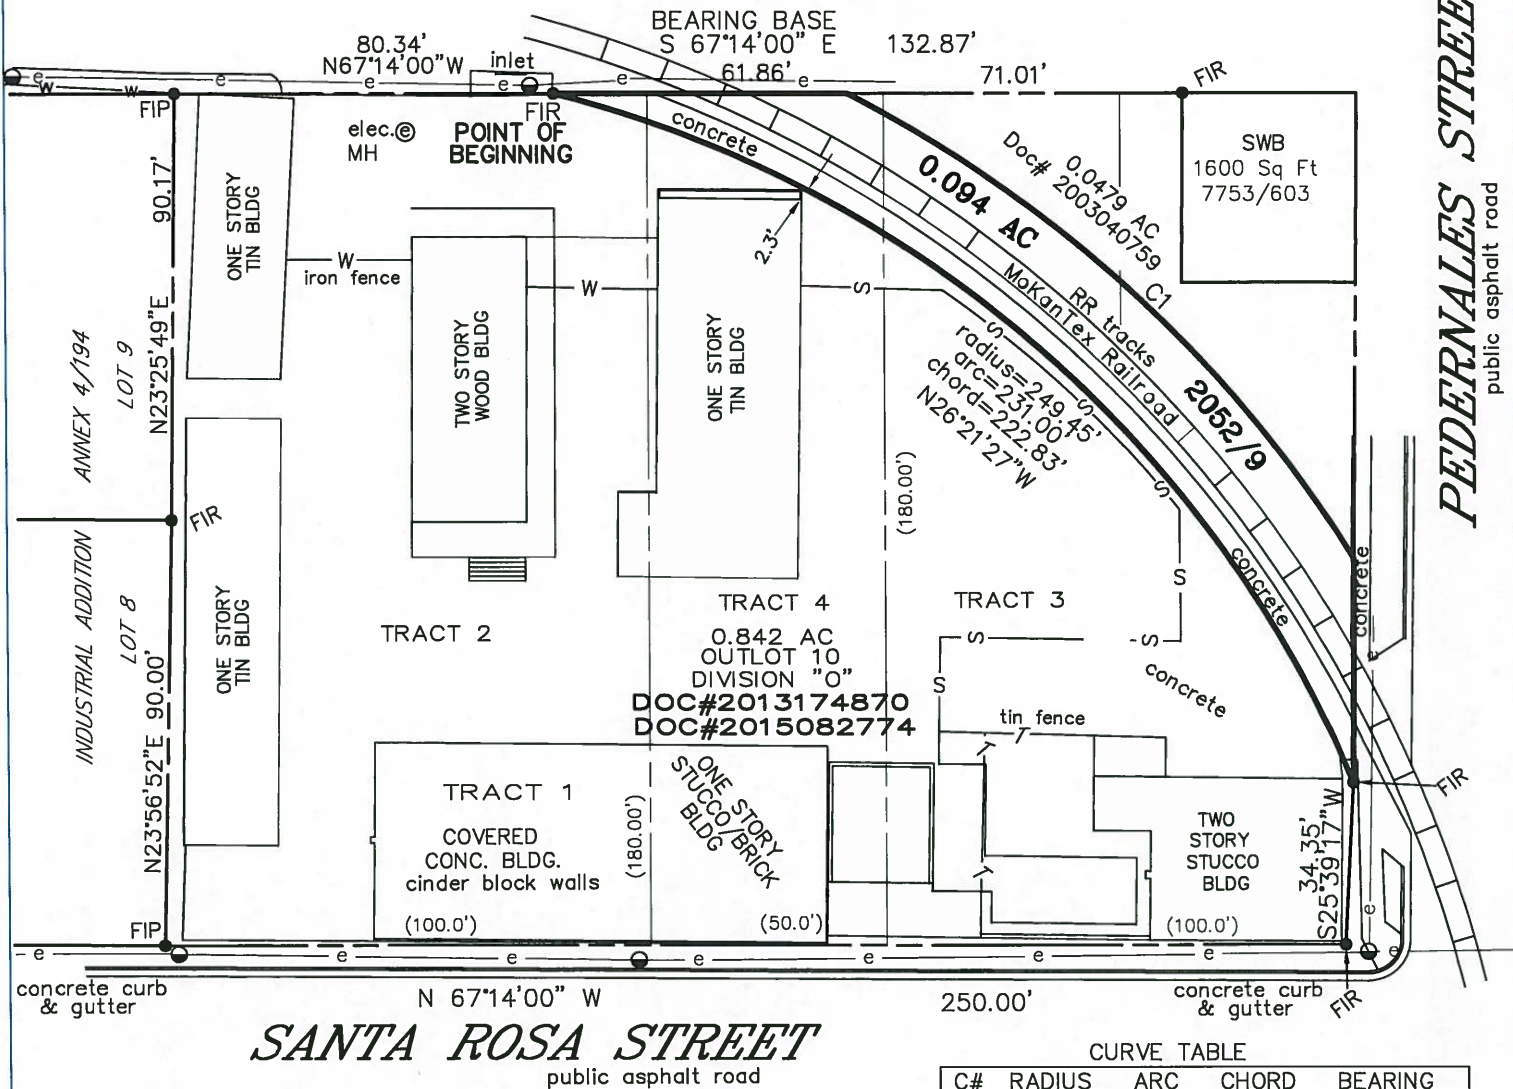 BEARING BASE
S 67°14'00" E
132.87'
80.34'
N67°14'00"W
inlet
61.86'
71.01'
FIR
e
e
e
e
e
e
W
W
FIP
FIR
elec.ⓔ
MH
POINT OF
BEGINNING
concrete
SWB
1600 Sq Ft
7753/603
PEDERNALES STREE
public asphalt road
90.17'
N23°25'49"E
ONE STORY
TIN BLDG
W
iron fence
W
TWO STORY
WOOD BLDG
ONE STORY
TIN BLDG
2.3'
0.094 AC
2052/9
0.0479 AC
Doc# 2003040759
C1
RR tracks
MoKanTex Railroad
S
S
S
S
S
S
S
S
radius=249.45'
arc=231.00'
chord=222.83'
N26°21'27"W
(180.00')
ANNEX 4/194
LOT 9
FIR
INDUSTRIAL ADDITION
LOT 8
N23°56'52"E 90.00'
ONE STORY
TIN BLDG
TRACT 2
TRACT 4
TRACT 3
0.842 AC
OUTLOT 10
DIVISION "O"
DOC#2013174870
DOC#2015082774
concrete
concrete
concrete
e
tin fence
T
T
T
TRACT 1
COVERED
CONC. BLDG.
cinder block walls
(100.0')
(180.00')
ONE STORY
STUCCO/BRICK
BLDG
(50.0')
TWO
STORY
STUCCO
BLDG
(100.0')
34.35'
S25°39'17"W
FIR
e
FIP
e
e
e
e
e
e
e
concrete curb
& gutter
N 67°14'00" W
250.00'
concrete curb
& gutter
FIR
SANTA ROSA STREET
public asphalt road
CURVE TABLE
C# RADIUS ARC CHORD BEARING